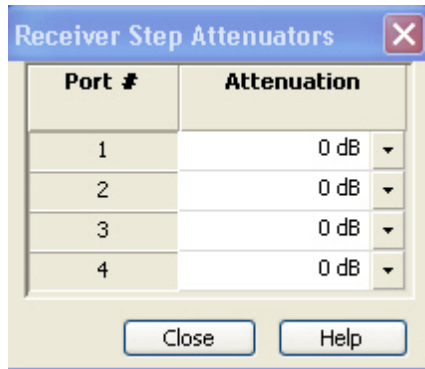 Receiver Step Attenuators
Port # Attenuation
1 0 dB
2 0 dB
3 0 dB
4 0 dB
Close Help